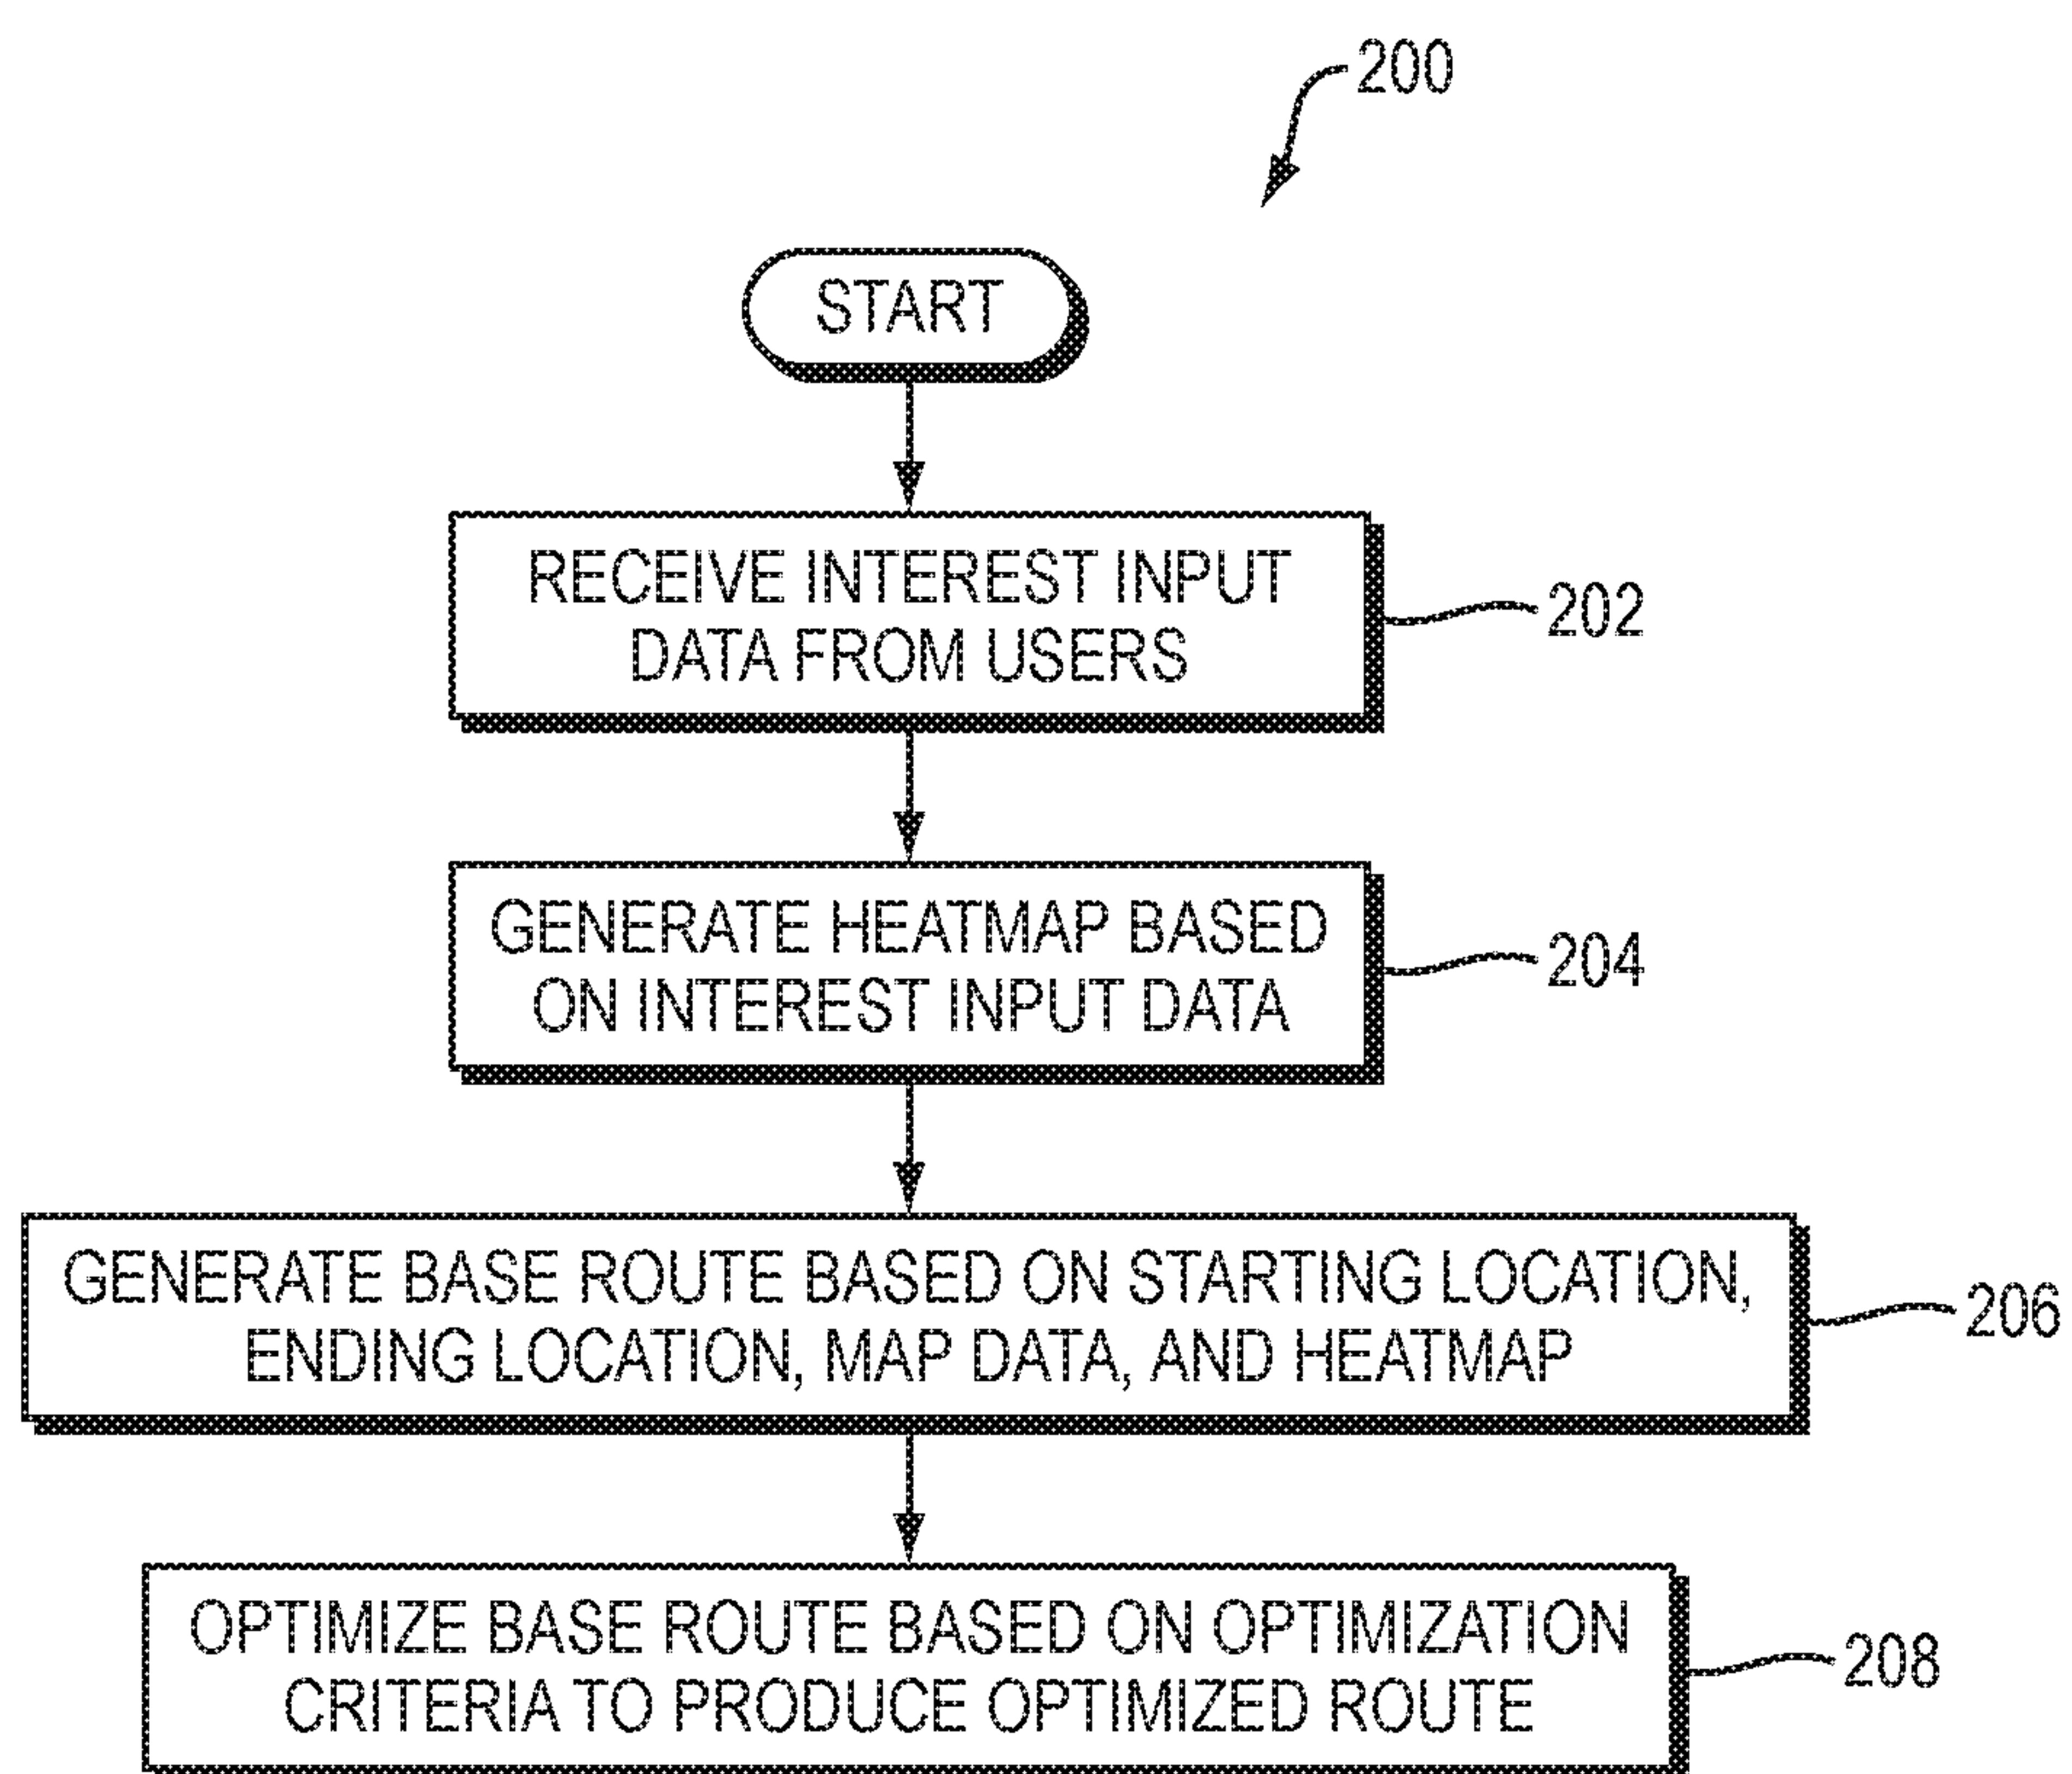 200
START
RECEIVE INTEREST INPUT
DATA FROM USERS
202
GENERATE HEATMAP BASED
ON INTEREST INPUT DATA
204
GENERATE BASE ROUTE BASED ON STARTING LOCATION,
ENDING LOCATION, MAP DATA, AND HEATMAP
206
OPTIMIZE BASE ROUTE BASED ON OPTIMIZATION
CRITERIA TO PRODUCE OPTIMIZED ROUTE
208